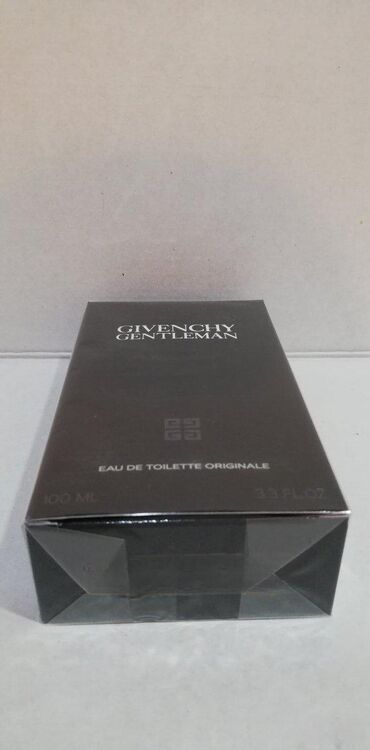 GIVENCHY
GENTLEMAN
EAU DE TOILETTE ORIGINALE
100 ML 3.3 FL.OZ